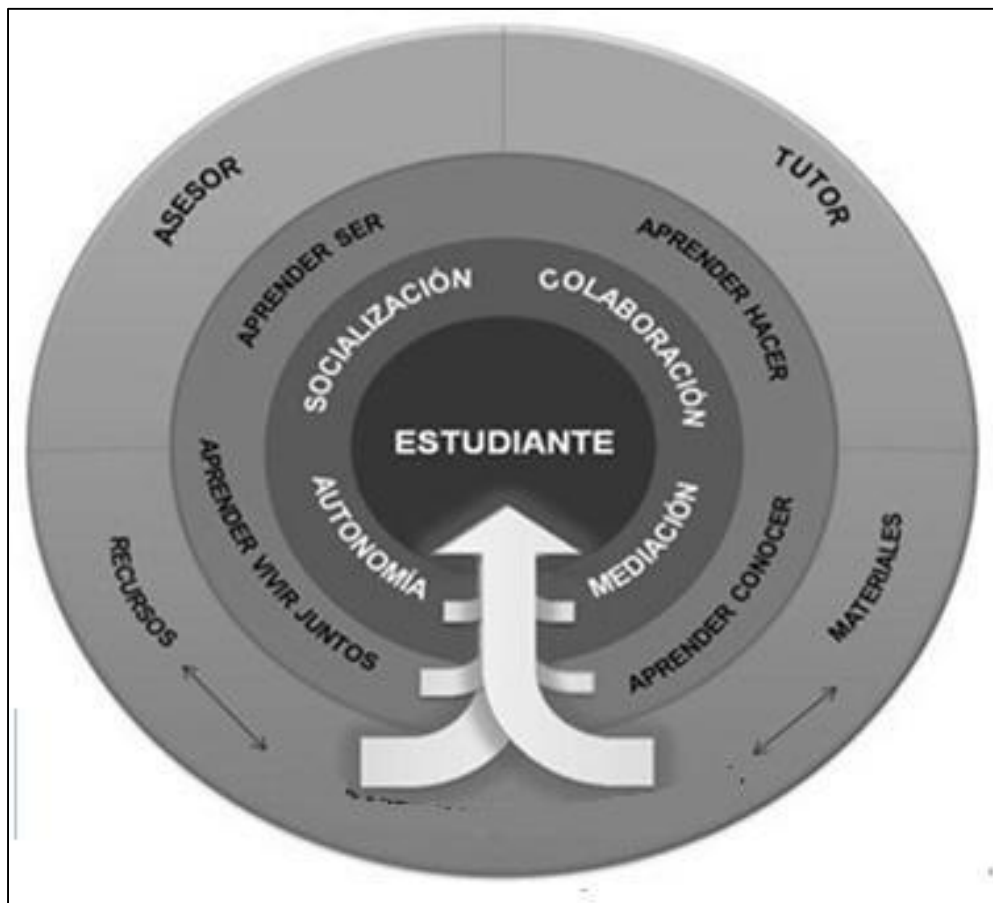 ASESOR
TUTOR
APRENDER SER
APRENDER HACER
SOCIALIZACIÓN
COLABORACIÓN
ESTUDIANTE
AUTONOMÍA
MEDIACIÓN
APRENDER VIVIR JUNTOS
APRENDER CONOCER
RECURSOS
MATERIALES